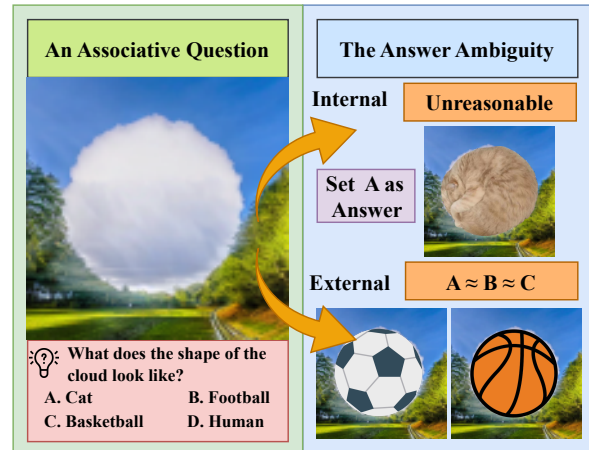 An Associative Question
What does the shape of the
cloud look like?
A. Cat
B. Football
C. Basketball
D. Human
The Answer Ambiguity
Internal
Unreasonable
Set A as
Answer
External
A ≈ B ≈ C